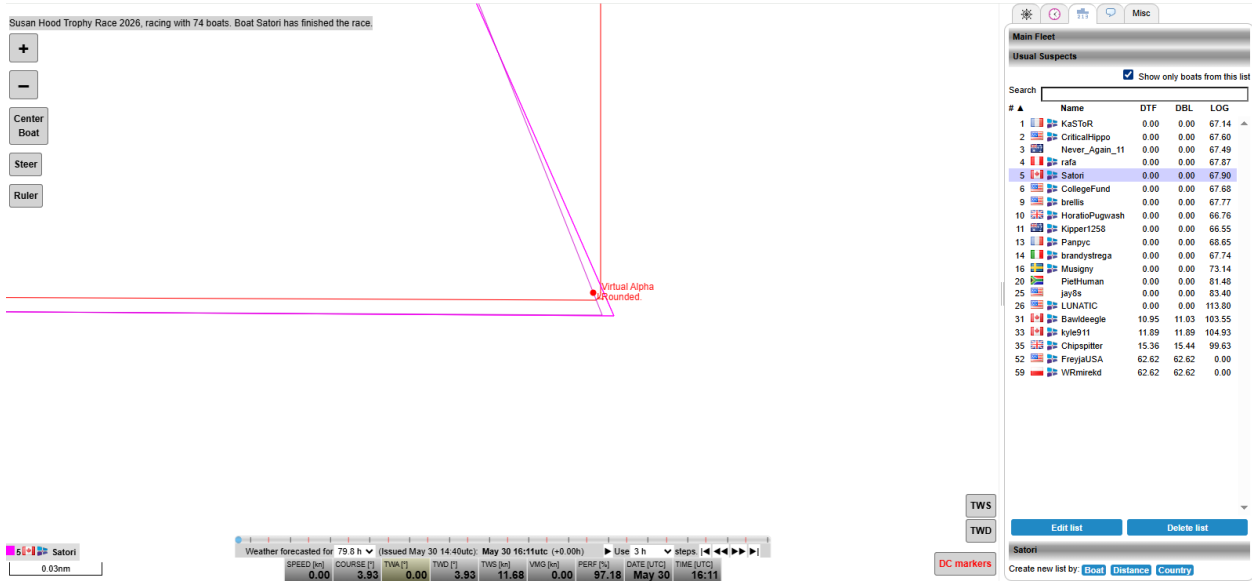 Susan Hood Trophy Race 2026, racing with 74 boats. Boat Satori has finished the race.
+
−
Center
Boat
Steer
Ruler
Virtual Alpha
Rounded.
TWS
TWD
DC markers
5 Satori
0.03nm
Weather forecasted for 79.8 h (Issued May 30 14:40utc): May 30 16:11utc (+0.00h) Use 3 h steps.
SPEED [kn] COURSE [°] TWA [°] TWD [°] TWS [kn] VMG [kn] PERF [%] DATE [UTC] TIME [UTC]
0.00 3.93 0.00 3.93 11.68 0.00 97.18 May 30 16:11
Misc
Main Fleet
Usual Suspects
Show only boats from this list
Search
# ▲ Name DTF DBL LOG
1 KaSToR 0.00 0.00 67.14
2 CriticalHippo 0.00 0.00 67.60
3 Never_Again_11 0.00 0.00 67.49
4 rafa 0.00 0.00 67.87
5 Satori 0.00 0.00 67.90
6 CollegeFund 0.00 0.00 67.68
9 brellis 0.00 0.00 67.77
10 HoratioPugwash 0.00 0.00 66.76
11 Kipper1258 0.00 0.00 66.55
13 Panpyc 0.00 0.00 68.65
14 brandystrega 0.00 0.00 67.74
16 Musigny 0.00 0.00 73.14
20 PietHuman 0.00 0.00 81.48
25 jay8s 0.00 0.00 83.40
26 LUNATIC 0.00 0.00 113.80
31 Bawldeegle 10.95 11.03 103.55
33 kyle911 11.89 11.89 104.93
35 Chipspitter 15.36 15.44 99.63
52 FreyjaUSA 62.62 62.62 0.00
59 WRmirekd 62.62 62.62 0.00
Edit list Delete list
Satori
Create new list by: Boat Distance Country